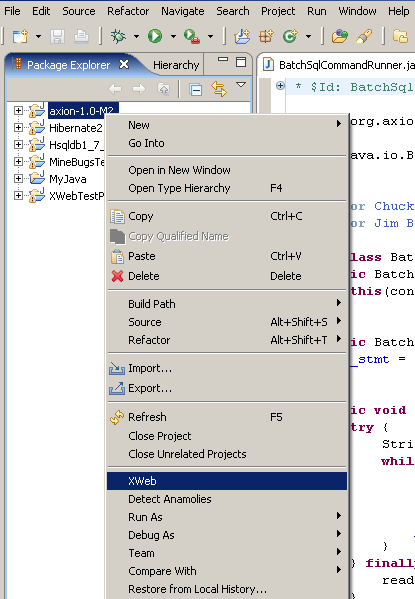 File Edit Source Refactor Navigate Search Project Run Window
Package Explorer Hierarchy
BatchSqlCommandRunner.ja
* $Id: BatchSql
axion-1.0-M2
Hibernate2
Hsqldb1_7_
MineBugsTe
MyJava
XWebTestP
New
Go Into
Open in New Window
Open Type Hierarchy F4
Copy Ctrl+C
Copy Qualified Name
Paste Ctrl+V
Delete Delete
Build Path
Source Alt+Shift+S
Refactor Alt+Shift+T
Import...
Export...
Refresh F5
Close Project
Close Unrelated Projects
XWeb
Detect Anamolies
Run As
Debug As
Team
Compare With
Restore from Local History...
org.axio
ava.io.B
or Chuck
or Jim B
lass Bat
ic Batch
this(con
ic Batch
_stmt =
ic void
try {
Stri
whil
}
} finally
read
}